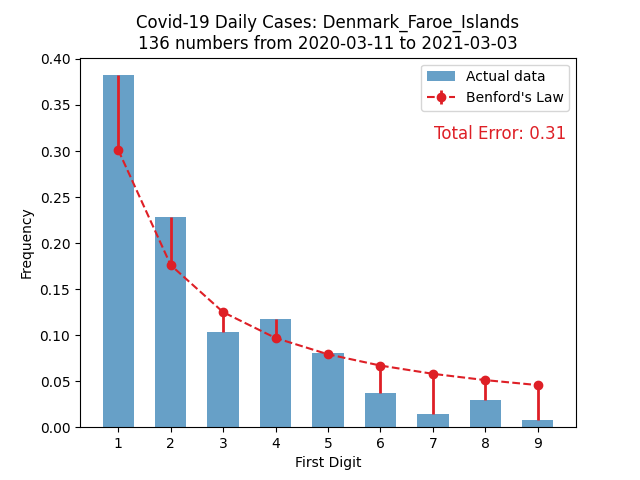 Covid-19 Daily Cases: Denmark_Faroe_Islands
136 numbers from 2020-03-11 to 2021-03-03
Actual data
Benford's Law
Total Error: 0.31
Frequency
0.40
0.35
0.30
0.25
0.20
0.15
0.10
0.05
0.00
1 2 3 4 5 6 7 8 9
First Digit